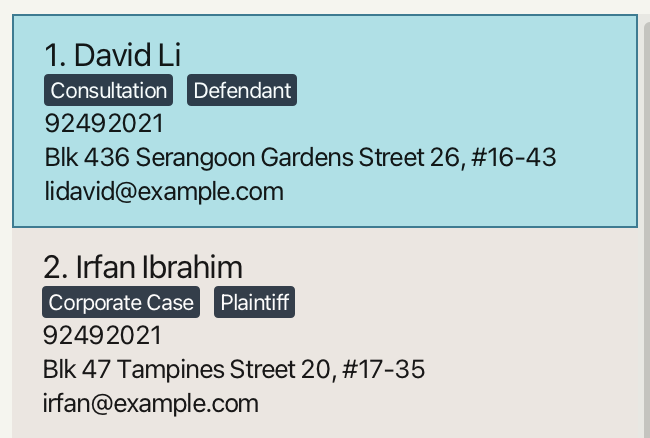 1. David Li
Consultation Defendant
92492021
Blk 436 Serangoon Gardens Street 26, #16-43
lidavid@example.com
2. Irfan Ibrahim
Corporate Case Plaintiff
92492021
Blk 47 Tampines Street 20, #17-35
irfan@example.com